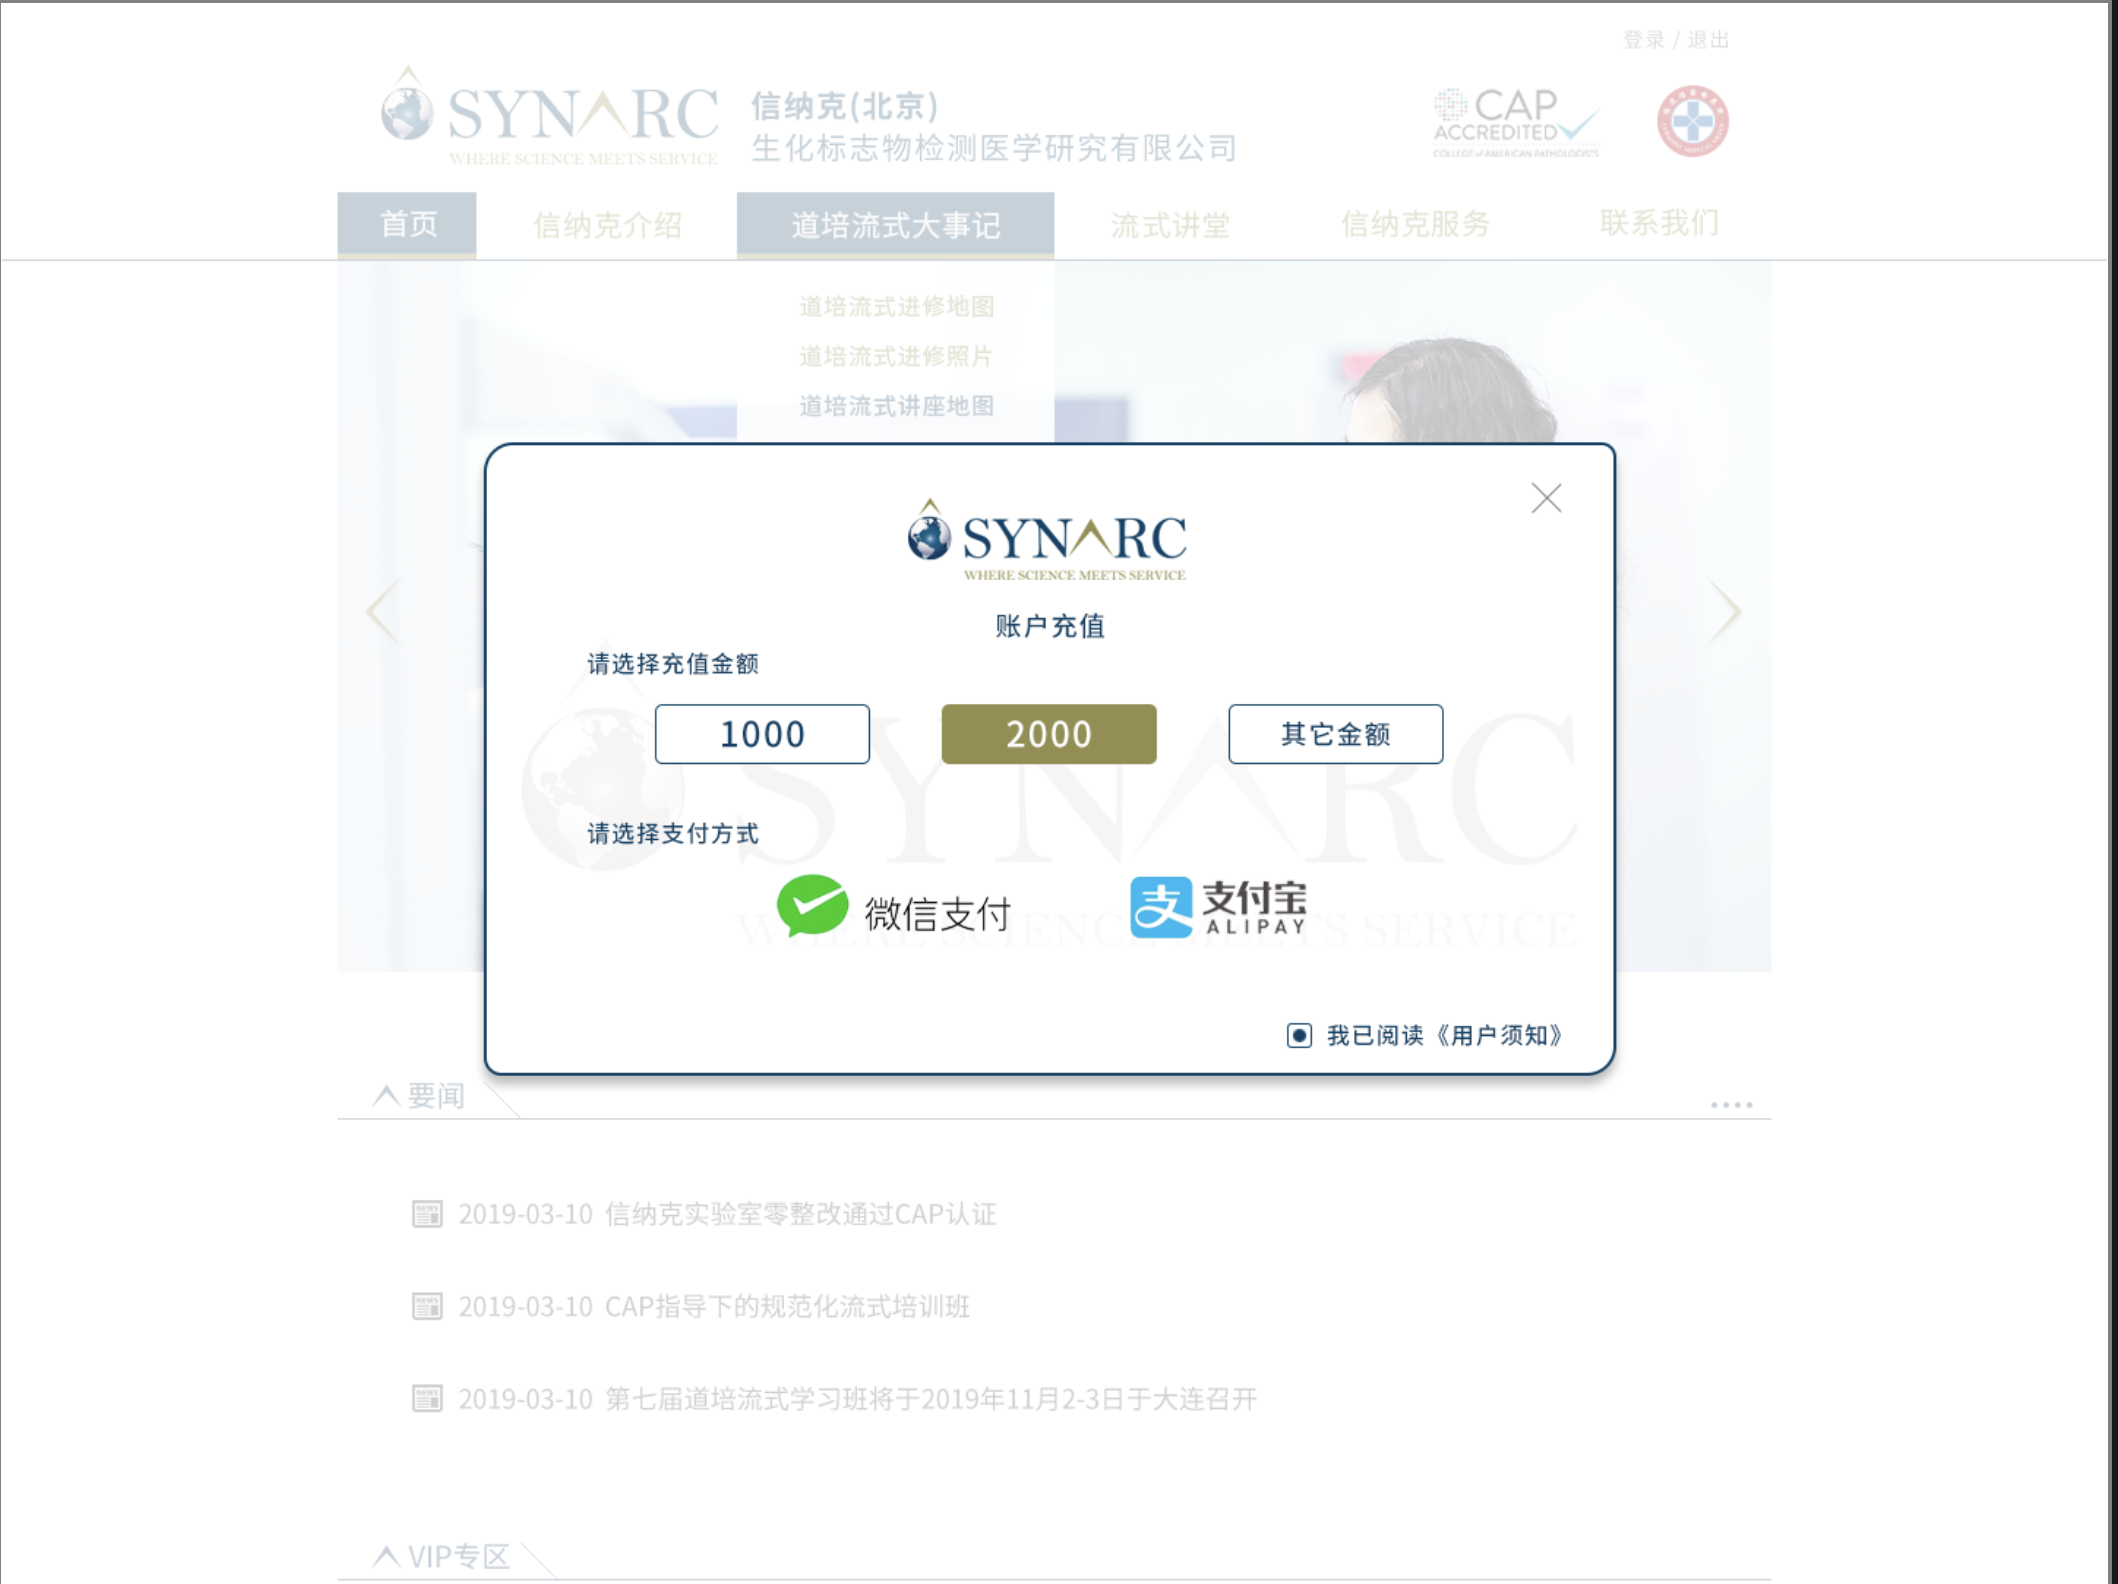 登录 / 退出
SYNARC
WHERE SCIENCE MEETS SERVICE
信纳克(北京)
生化标志物检测医学研究有限公司
CAP
ACCREDITED
COLLEGE of AMERICAN PATHOLOGISTS
首页 信纳克介绍 道培流式大事记 流式讲堂 信纳克服务 联系我们
道培流式进修地图
道培流式进修照片
道培流式讲座地图
SYNARC
WHERE SCIENCE MEETS SERVICE
账户充值
请选择充值金额
1000 2000 其它金额
SYNARC
请选择支付方式
微信支付 支 支付宝
ALIPAY
WHERE SCIENCE MEETS SERVICE
我已阅读《用户须知》
要闻
NEWS 2019-03-10 信纳克实验室零整改通过CAP认证
NEWS 2019-03-10 CAP指导下的规范化流式培训班
NEWS 2019-03-10 第七届道培流式学习班将于2019年11月2-3日于大连召开
VIP专区